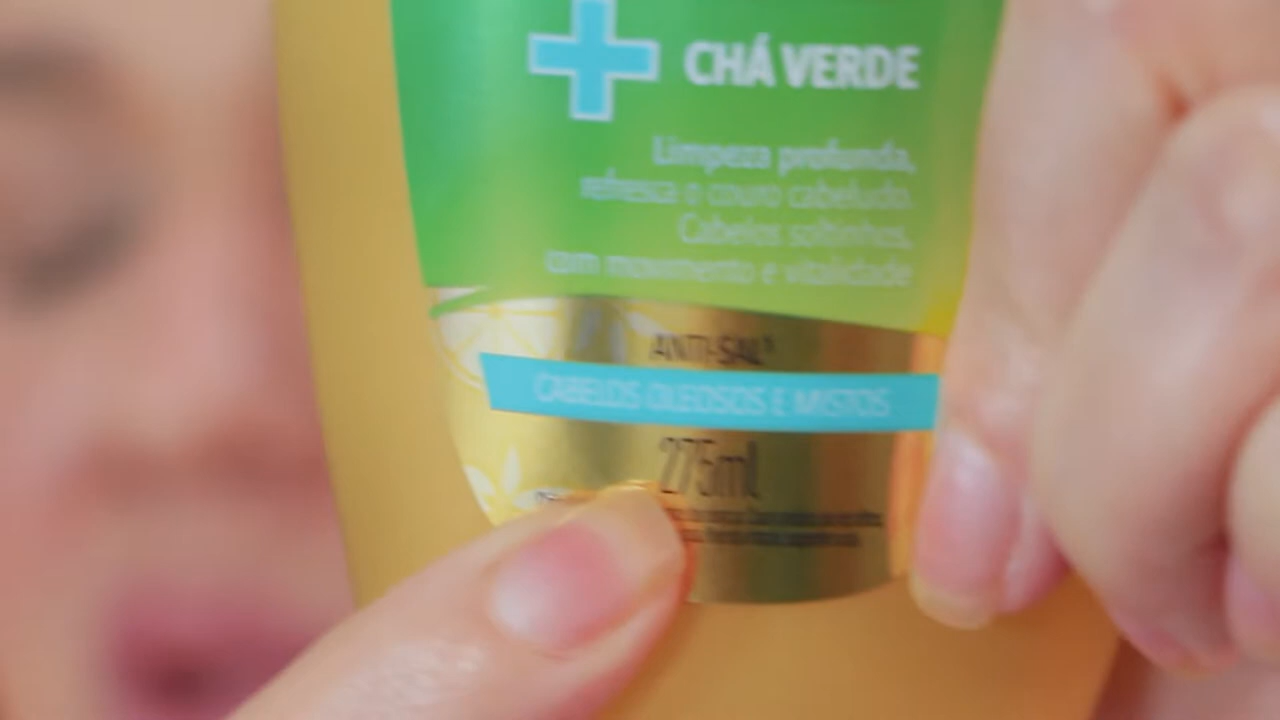 CHÁ VERDE
Limpeza profunda,
refresca o couro cabeludo.
Cabelos soltinhos,
com movimento e vitalidade
ANTI-SAL*
CABELOS OLEOSOS E MISTOS
275ml